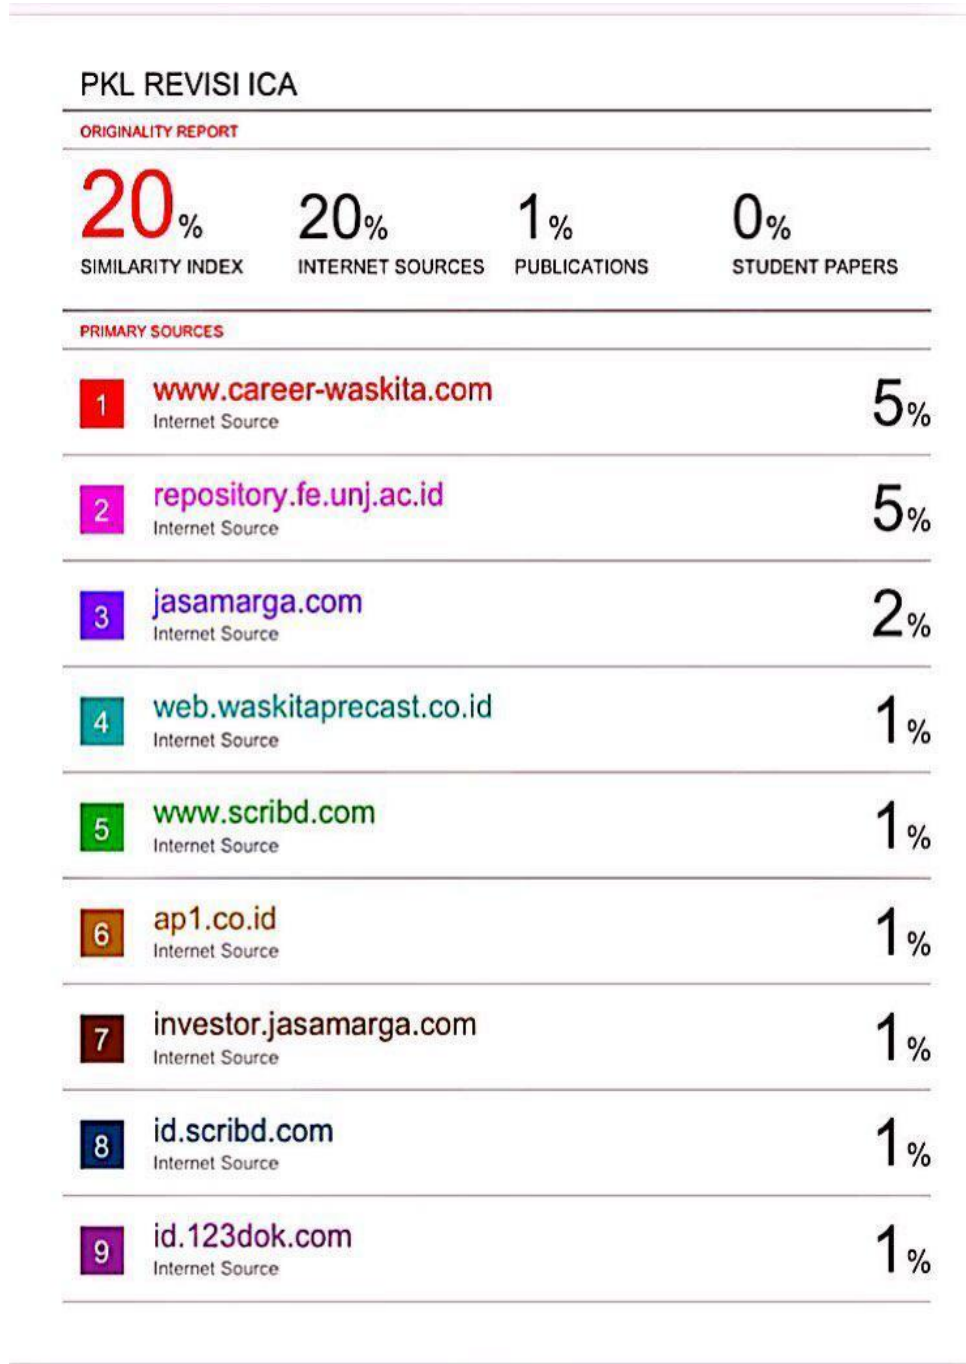 PKL REVISI ICA
ORIGINALITY REPORT
20% 20% 1% 0%
SIMILARITY INDEX INTERNET SOURCES PUBLICATIONS STUDENT PAPERS
PRIMARY SOURCES
1 www.career-waskita.com 5%
Internet Source
2 repository.fe.unj.ac.id 5%
Internet Source
3 jasamarga.com 2%
Internet Source
4 web.waskitaprecast.co.id 1%
Internet Source
5 www.scribd.com 1%
Internet Source
6 ap1.co.id 1%
Internet Source
7 investor.jasamarga.com 1%
Internet Source
8 id.scribd.com 1%
Internet Source
9 id.123dok.com 1%
Internet Source